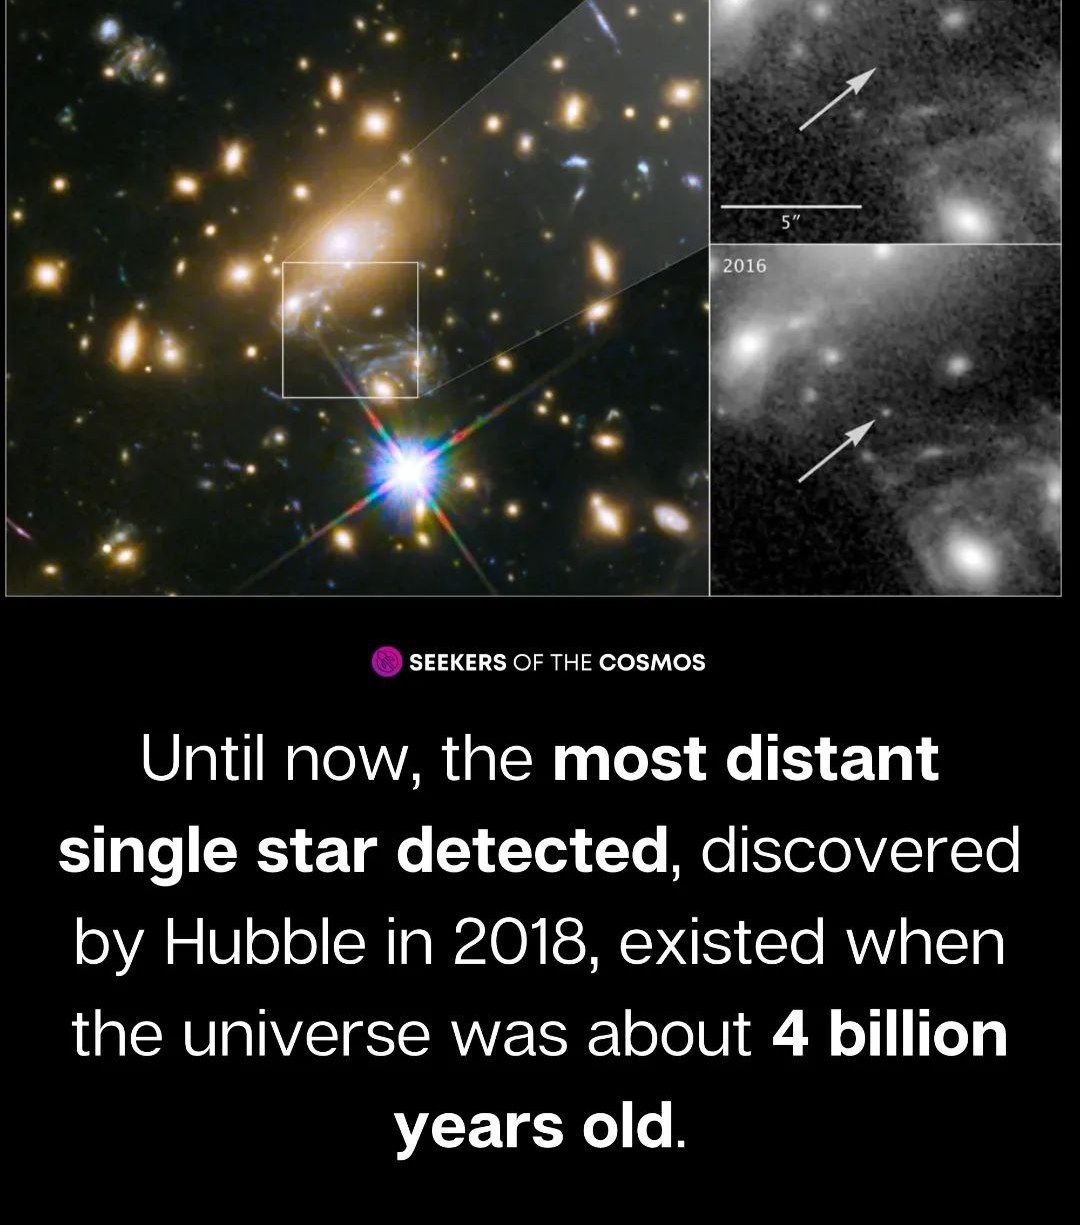 5"
2016
SEEKERS OF THE COSMOS
Until now, the most distant
single star detected, discovered
by Hubble in 2018, existed when
the universe was about 4 billion
years old.